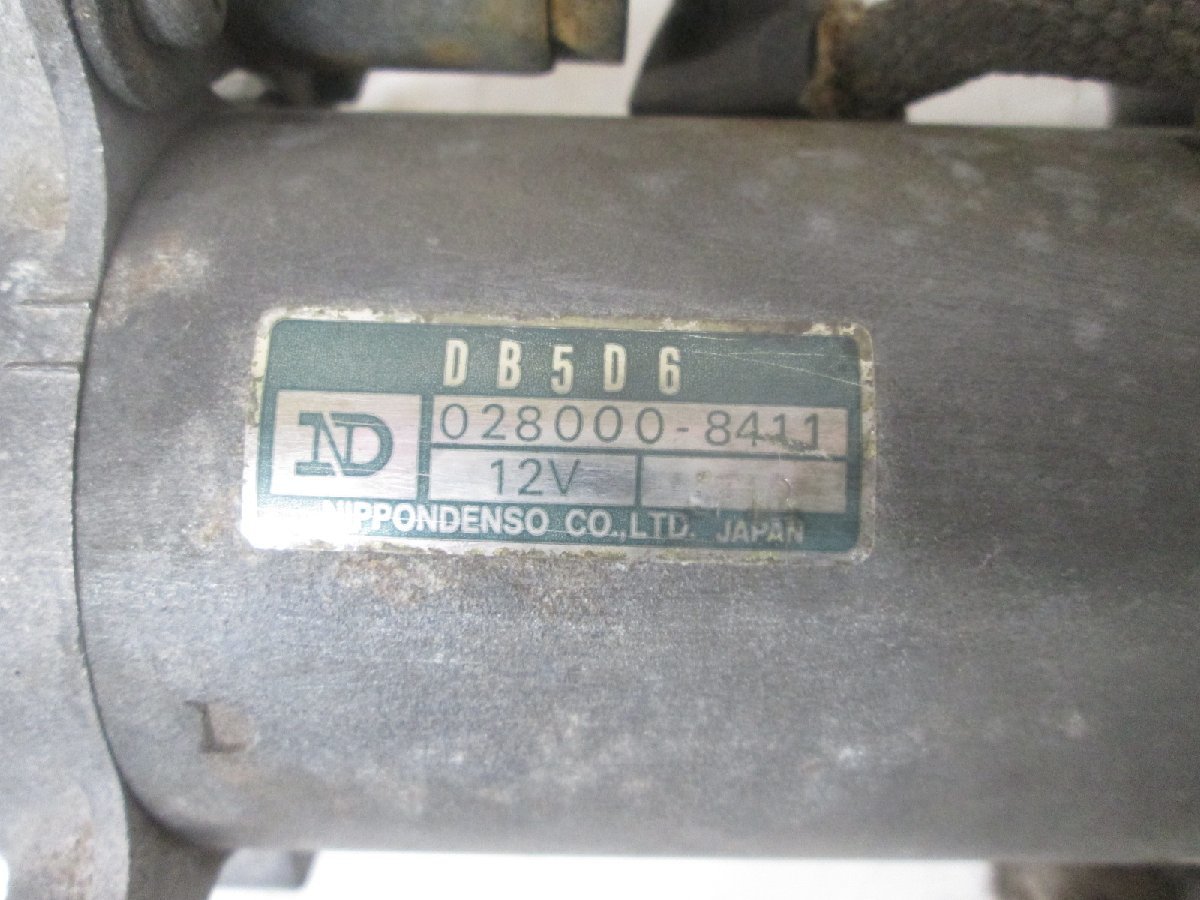 DB5D6
ND
028000-8411
12V
NIPPONDENSO CO.,LTD. JAPAN
L